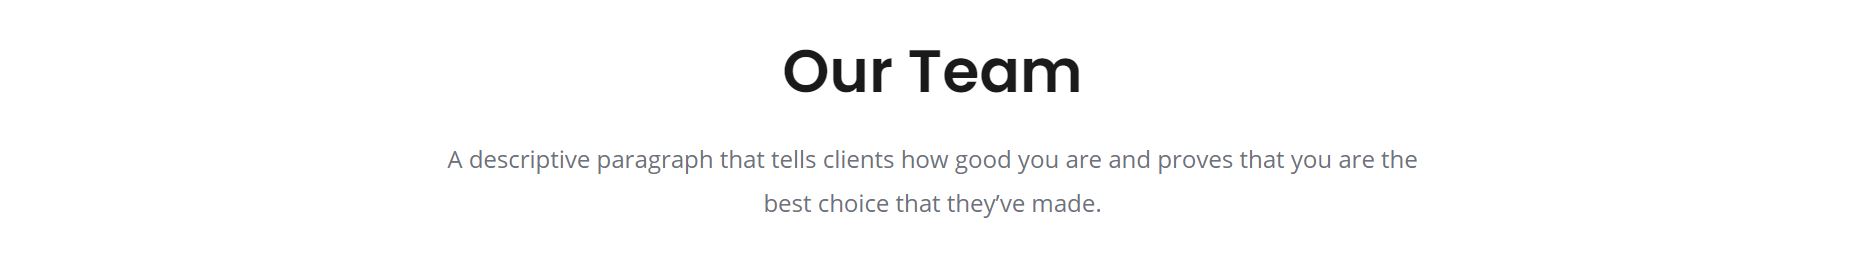 Our Team
A descriptive paragraph that tells clients how good you are and proves that you are the
best choice that they’ve made.